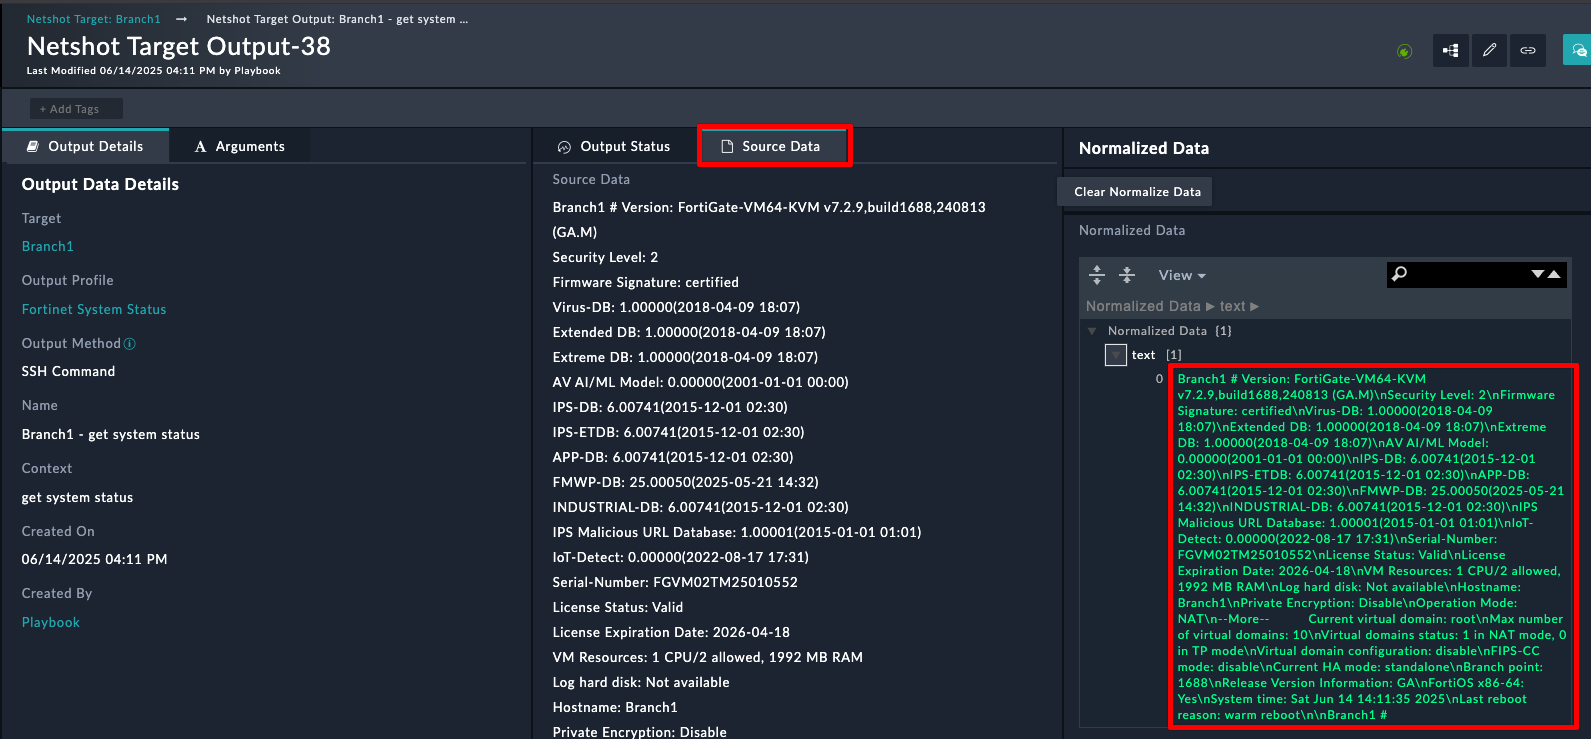 Netshot Target: Branch1 → Netshot Target Output: Branch1 - get system ...
Netshot Target Output-38
Last Modified 06/14/2025 04:11 PM by Playbook
+ Add Tags
Output Details
Arguments
Output Data Details
Target
Branch1
Output Profile
Fortinet System Status
Output Method
SSH Command
Name
Branch1 - get system status
Context
get system status
Created On
06/14/2025 04:11 PM
Created By
Playbook
Output Status
Source Data
Source Data
Branch1 # Version: FortiGate-VM64-KVM v7.2.9,build1688,240813
(GA.M)
Security Level: 2
Firmware Signature: certified
Virus-DB: 1.00000(2018-04-09 18:07)
Extended DB: 1.00000(2018-04-09 18:07)
Extreme DB: 1.00000(2018-04-09 18:07)
AV AI/ML Model: 0.00000(2001-01-01 00:00)
IPS-DB: 6.00741(2015-12-01 02:30)
IPS-ETDB: 6.00741(2015-12-01 02:30)
APP-DB: 6.00741(2015-12-01 02:30)
FMWP-DB: 25.00050(2025-05-21 14:32)
INDUSTRIAL-DB: 6.00741(2015-12-01 02:30)
IPS Malicious URL Database: 1.00001(2015-01-01 01:01)
IoT-Detect: 0.00000(2022-08-17 17:31)
Serial-Number: FGVM02TM25010552
License Status: Valid
License Expiration Date: 2026-04-18
VM Resources: 1 CPU/2 allowed, 1992 MB RAM
Log hard disk: Not available
Hostname: Branch1
Private Encryption: Disable
Normalized Data
Clear Normalize Data
Normalized Data
View
Normalized Data ▶ text ▶
Normalized Data {1}
text [1]
0
Branch1 # Version: FortiGate-VM64-KVM
v7.2.9,build1688,240813 (GA.M)\nSecurity Level: 2\nFirmware
Signature: certified\nVirus-DB: 1.00000(2018-04-09
18:07)\nExtended DB: 1.00000(2018-04-09 18:07)\nExtreme
DB: 1.00000(2018-04-09 18:07)\nAV AI/ML Model:
0.00000(2001-01-01 00:00)\nIPS-DB: 6.00741(2015-12-01
02:30)\nIPS-ETDB: 6.00741(2015-12-01 02:30)\nAPP-DB:
6.00741(2015-12-01 02:30)\nFMWP-DB: 25.00050(2025-05-21
14:32)\nINDUSTRIAL-DB: 6.00741(2015-12-01 02:30)\nIPS
Malicious URL Database: 1.00001(2015-01-01 01:01)\nIoT-
Detect: 0.00000(2022-08-17 17:31)\nSerial-Number:
FGVM02TM25010552\nLicense Status: Valid\nLicense
Expiration Date: 2026-04-18\nVM Resources: 1 CPU/2 allowed,
1992 MB RAM\nLog hard disk: Not available\nHostname:
Branch1\nPrivate Encryption: Disable\nOperation Mode:
NAT\n--More-- Current virtual domain: root\nMax number
of virtual domains: 10\nVirtual domains status: 1 in NAT mode, 0
in TP mode\nVirtual domain configuration: disable\nFIPS-CC
mode: disable\nCurrent HA mode: standalone\nBranch point:
1688\nRelease Version Information: GA\nFortiOS x86-64:
Yes\nSystem time: Sat Jun 14 14:11:35 2025\nLast reboot
reason: warm reboot\n\nBranch1 #